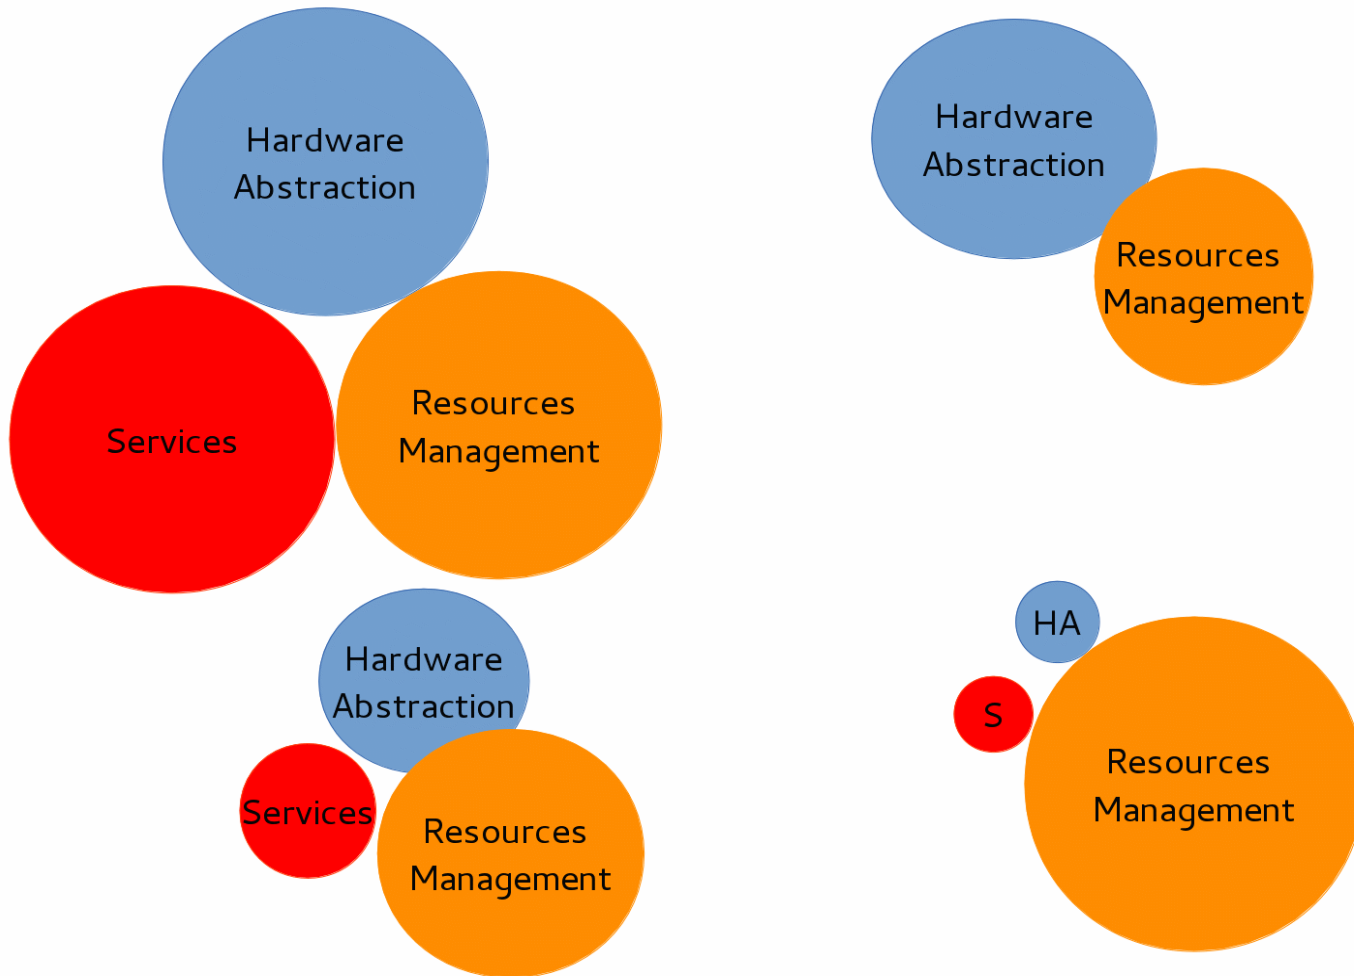 Hardware
Abstraction
Services
Resources
Management
Hardware
Abstraction
Resources
Management
Hardware
Abstraction
Services
Resources
Management
HA
S
Resources
Management